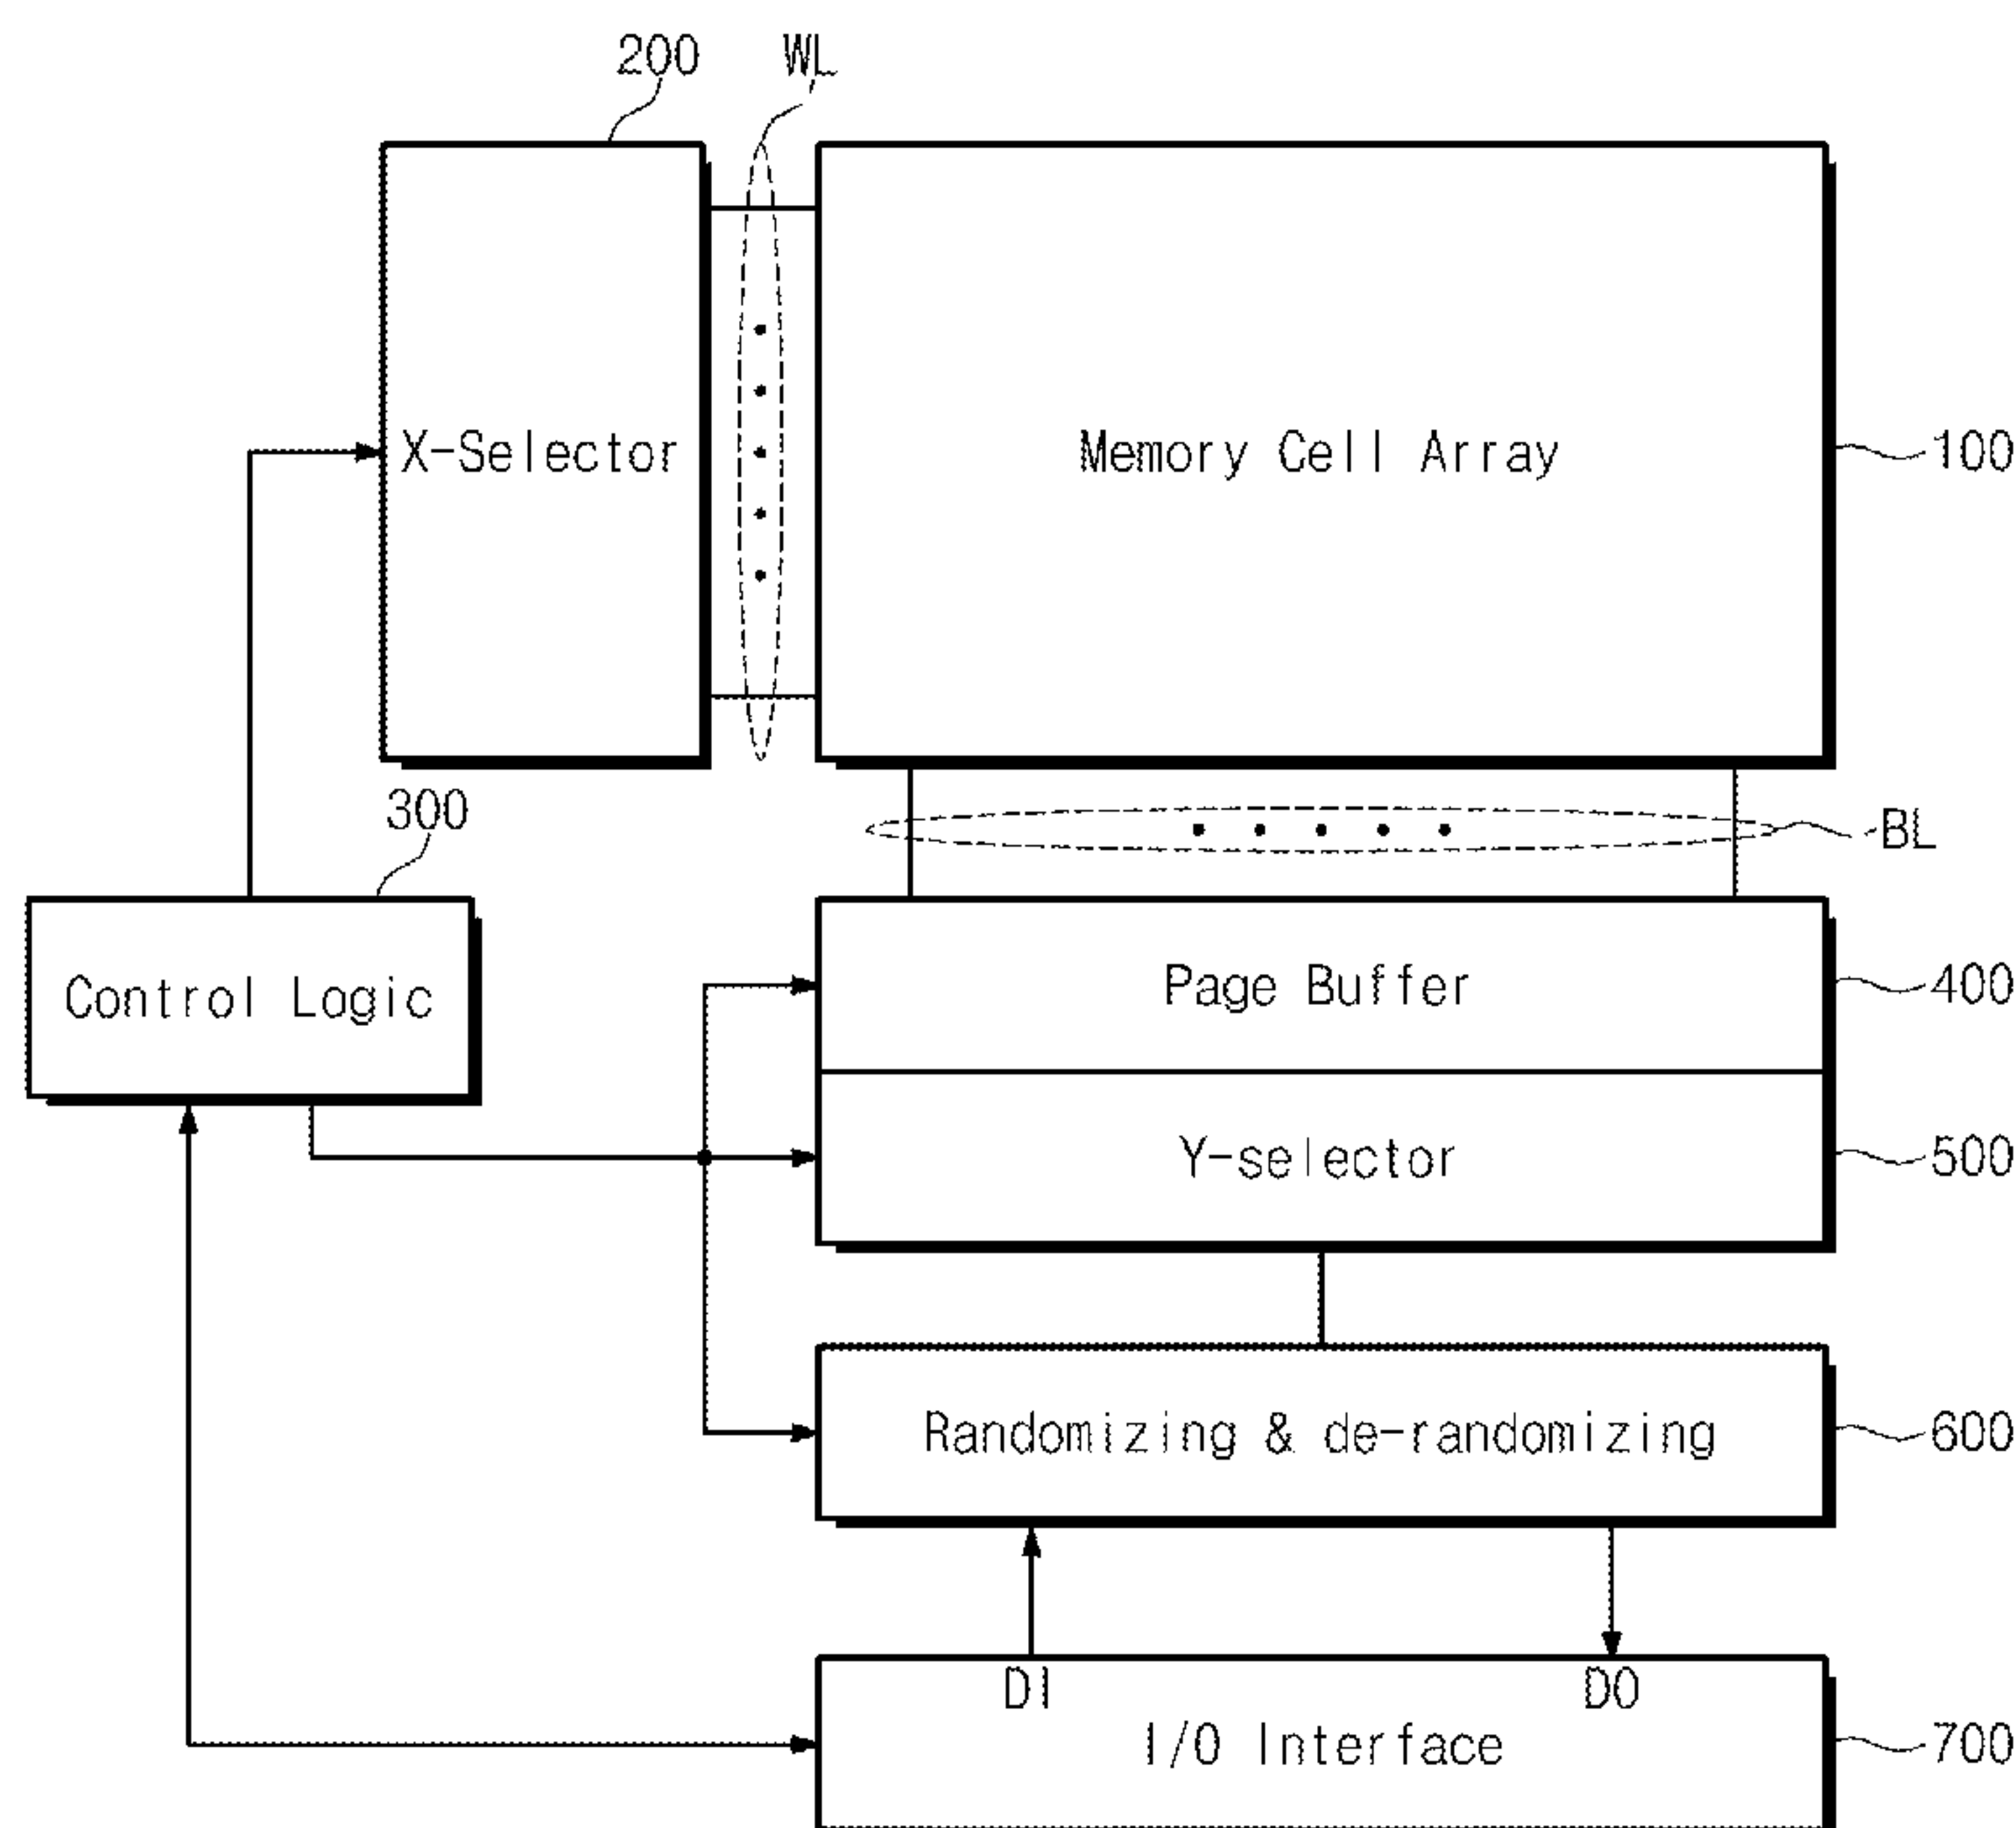 200
WL
X-Selector
Memory Cell Array
100
300
BL
Control Logic
Page Buffer
400
Y-selector
500
Randomizing & de-randomizing
600
DI
DO
I/O Interface
700